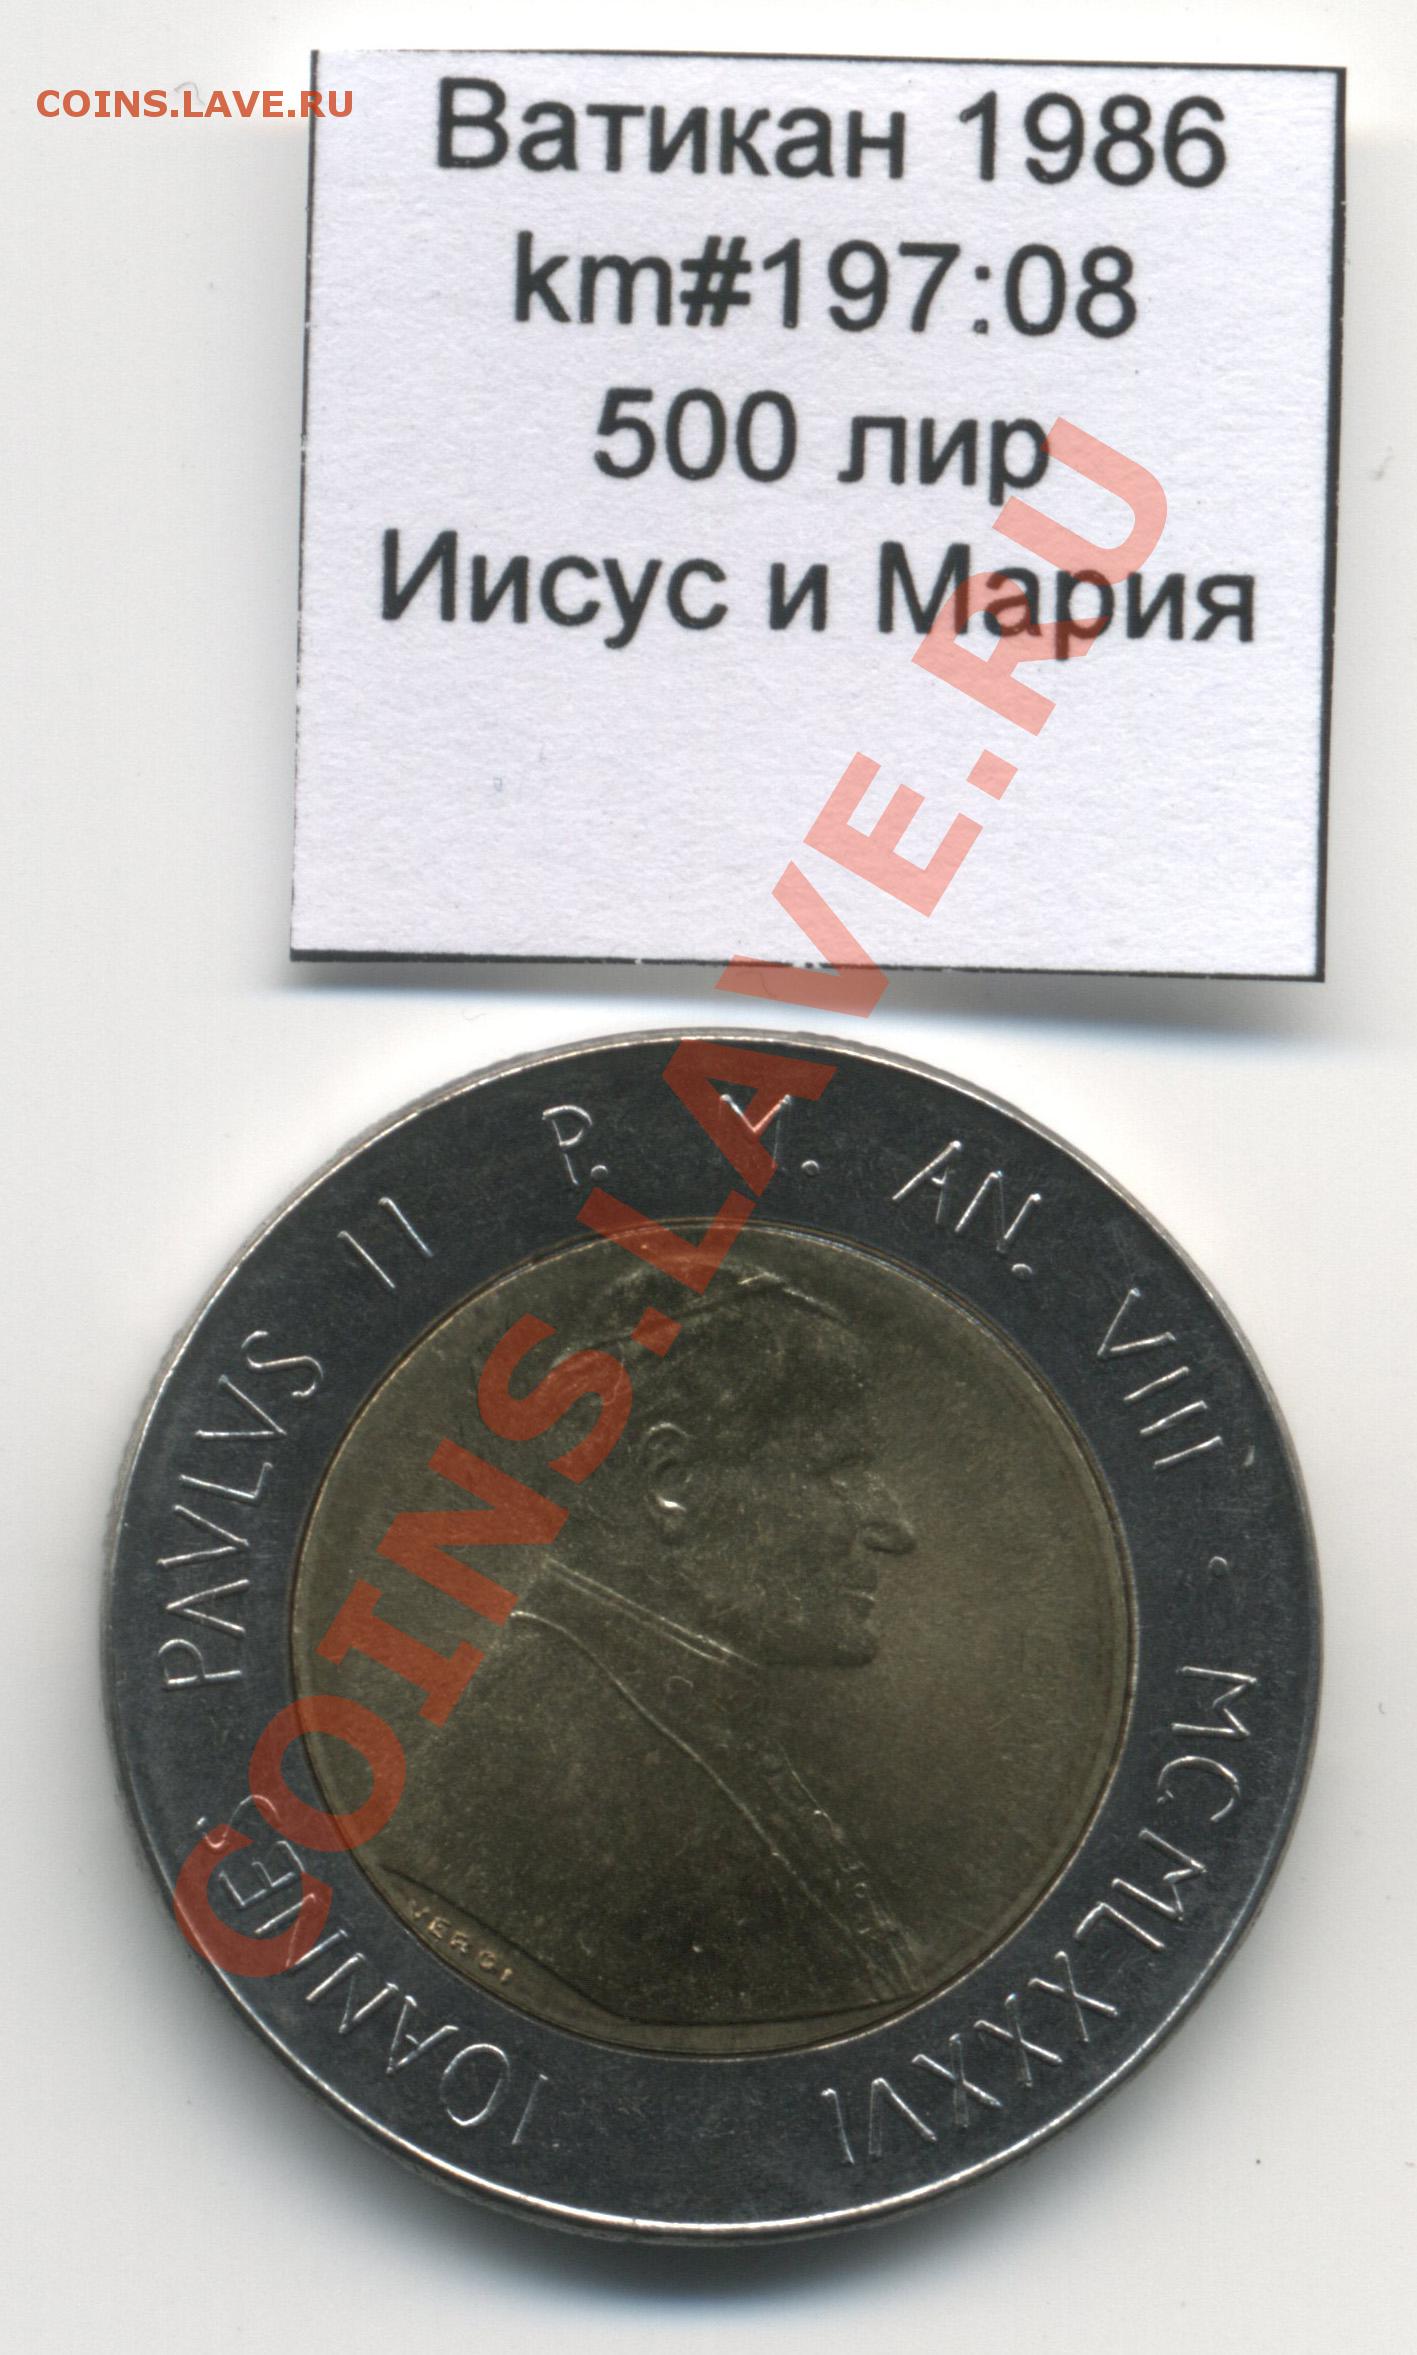 COINS.LAVE.RU
Ватикан 1986
km#197:08
500 лир
Иисус и Мария
COINS.LAVE.RU
IOANNES PAVLVS II P. M. AN. VIII · MCMLXXXVI
VEROI